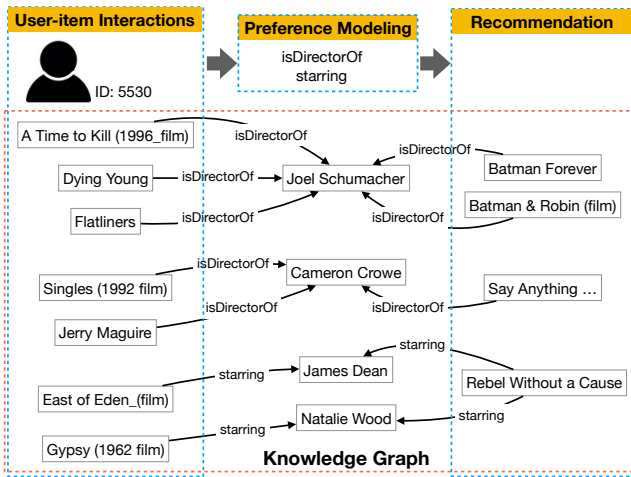 User-item Interactions
Preference Modeling
Recommendation
isDirectorOf
starring
ID: 5530
A Time to Kill (1996_film)
isDirectorOf
isDirectorOf
Batman Forever
Dying Young
isDirectorOf
Joel Schumacher
Batman & Robin (film)
Flatliners
isDirectorOf
isDirectorOf
isDirectorOf
Cameron Crowe
Singles (1992 film)
Say Anything ...
isDirectorOf
isDirectorOf
Jerry Maguire
starring
James Dean
starring
Rebel Without a Cause
East of Eden_(film)
Natalie Wood
starring
starring
Gypsy (1962 film)
Knowledge Graph